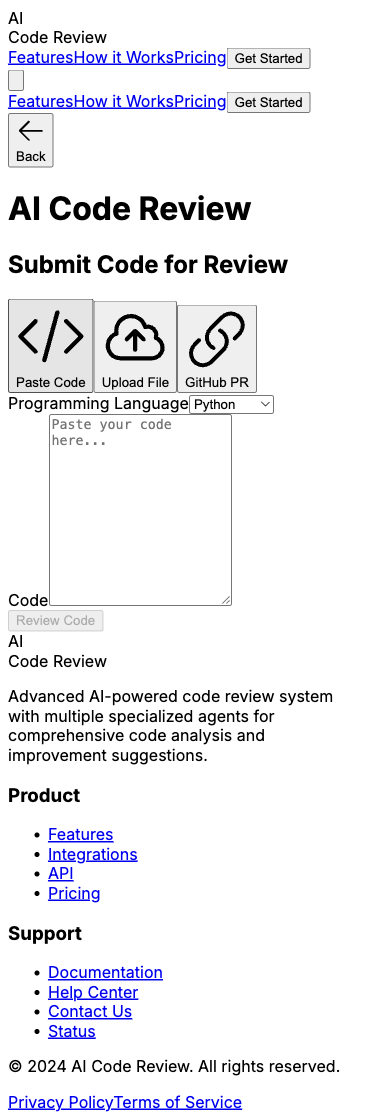 AI
Code Review
FeaturesHow it WorksPricing Get Started
FeaturesHow it WorksPricing Get Started
Back
AI Code Review
Submit Code for Review
Paste Code Upload File GitHub PR
Programming Language Python
Paste your code
here...
Code
Review Code
AI
Code Review
Advanced AI-powered code review system
with multiple specialized agents for
comprehensive code analysis and
improvement suggestions.
Product
• Features
• Integrations
• API
• Pricing
Support
• Documentation
• Help Center
• Contact Us
• Status
© 2024 AI Code Review. All rights reserved.
Privacy PolicyTerms of Service